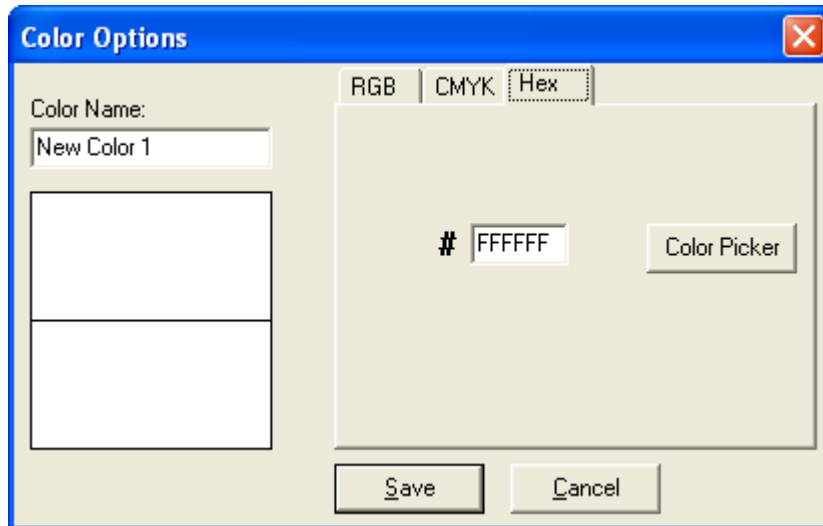 Color Options
RGB CMYK Hex
Color Name:
New Color 1
# FFFFFF
Color Picker
Save Cancel